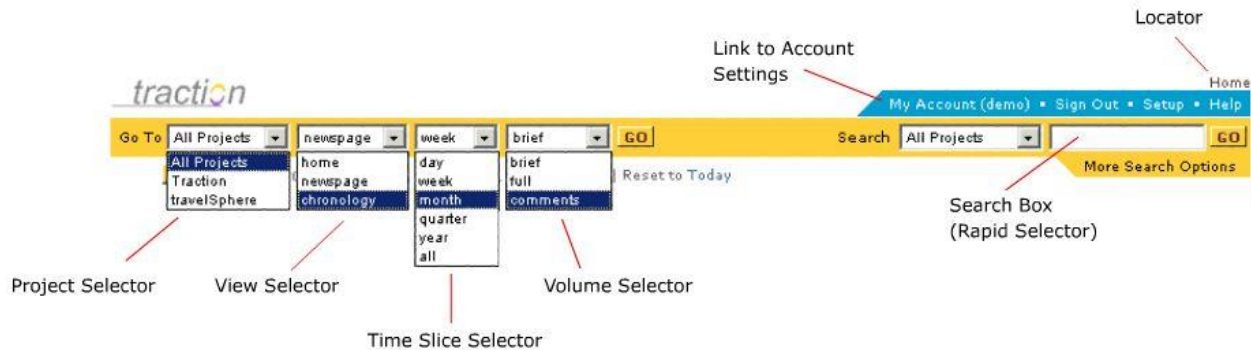 Locator
Link to Account
Settings
Home
traction
My Account (demo) ▪ Sign Out ▪ Setup ▪ Help
Go To All Projects newspage week brief GO Search All Projects GO
All Projects home day brief
Traction newspage week full Reset to Today More Search Options
travelSphere chronology month comments
quarter
year
all
Search Box
(Rapid Selector)
Project Selector View Selector Volume Selector
Time Slice Selector